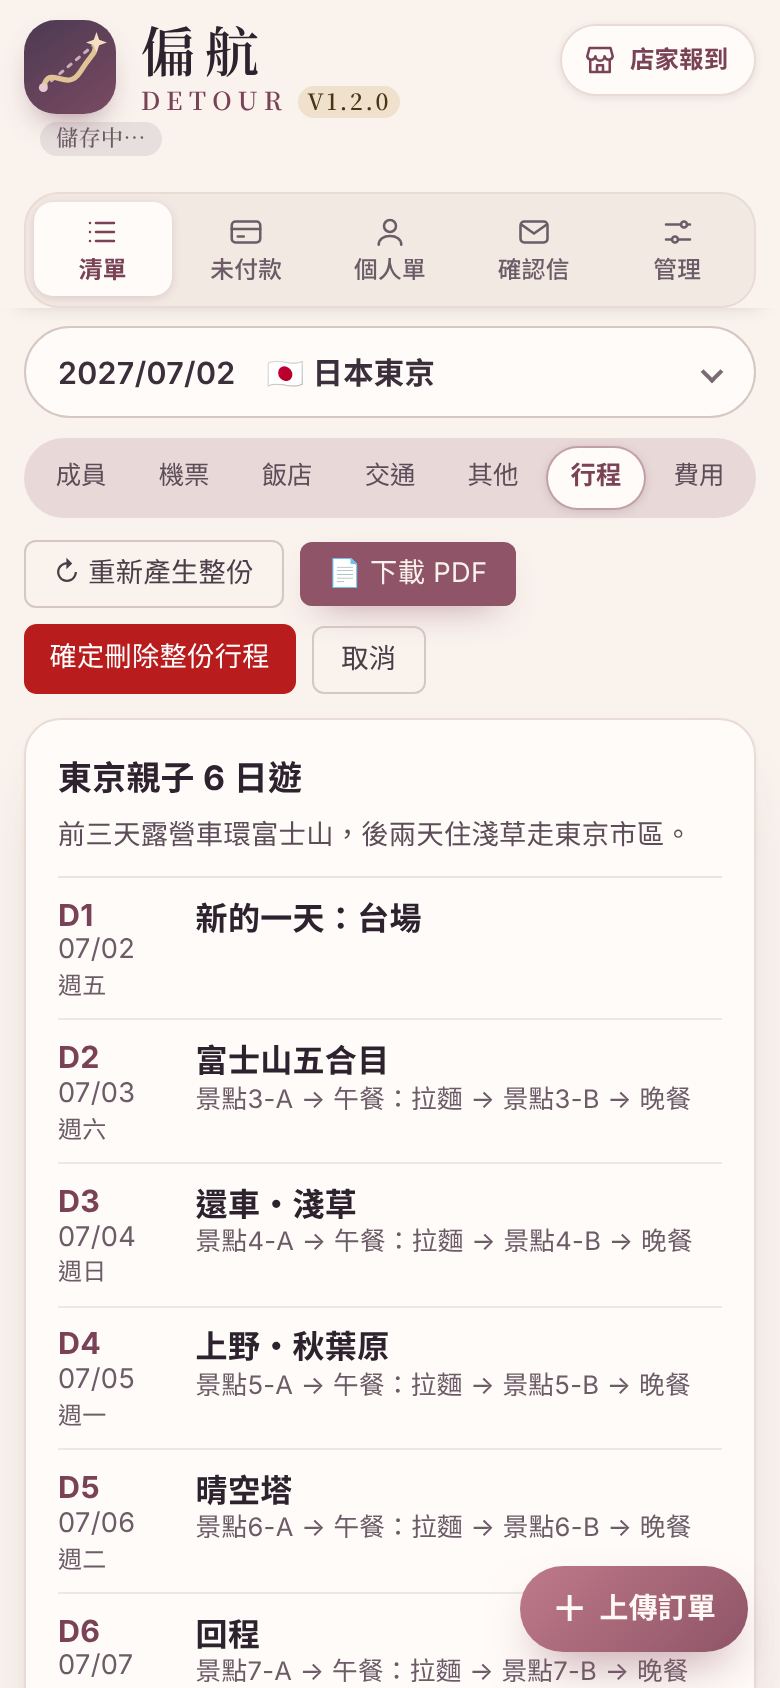 偏航
DETOUR V1.2.0
店家報到
儲存中⋯
清單
未付款
個人單
確認信
管理
2027/07/02 🇯🇵 日本東京
成員 機票 飯店 交通 其他 行程 費用
↻ 重新產生整份
📄 下載 PDF
確定刪除整份行程
取消
東京親子 6 日遊
前三天露營車環富士山，後兩天住淺草走東京市區。
D1
07/02
週五
新的一天：台場
D2
07/03
週六
富士山五合目
景點3-A → 午餐：拉麵 → 景點3-B → 晚餐
D3
07/04
週日
還車・淺草
景點4-A → 午餐：拉麵 → 景點4-B → 晚餐
D4
07/05
週一
上野・秋葉原
景點5-A → 午餐：拉麵 → 景點5-B → 晚餐
D5
07/06
週二
晴空塔
景點6-A → 午餐：拉麵 → 景點6-B → 晚餐
D6
07/07
回程
景點7-A → 午餐：拉麵 → 景點7-B → 晚餐
＋ 上傳訂單